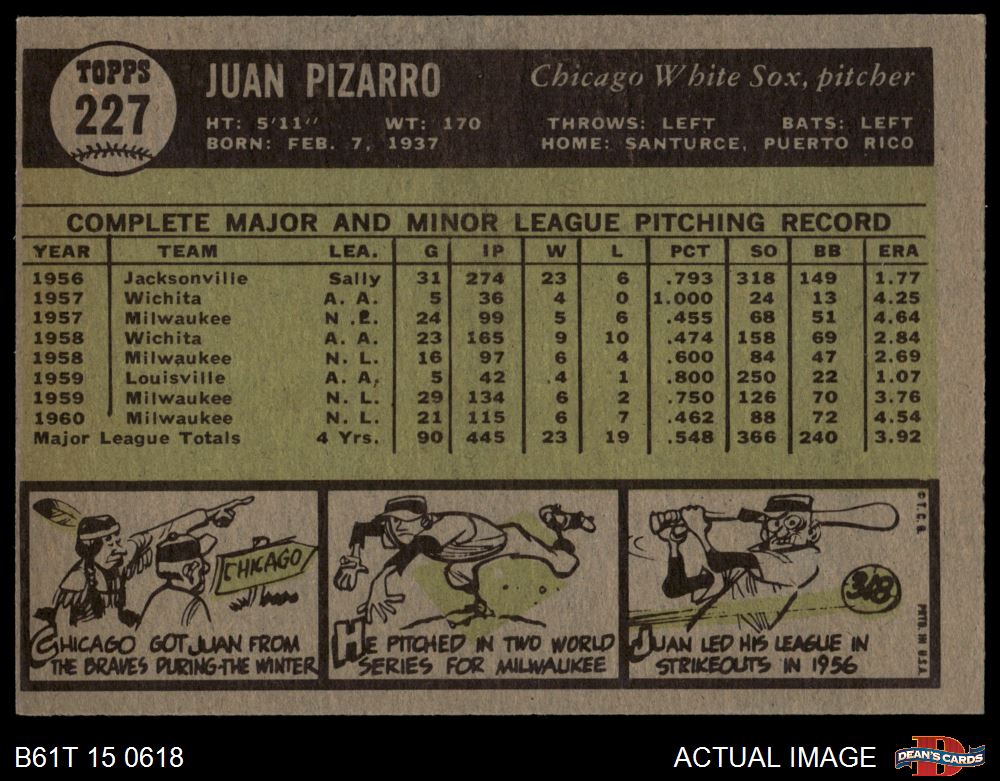 TOPPS
227
JUAN PIZARRO
Chicago White Sox, pitcher
HT: 5'11" WT: 170 THROWS: LEFT BATS: LEFT
BORN: FEB. 7, 1937 HOME: SANTURCE, PUERTO RICO
COMPLETE MAJOR AND MINOR LEAGUE PITCHING RECORD
YEAR TEAM LEA. G IP W L PCT SO BB ERA
1956 Jacksonville Sally 31 274 23 6 .793 318 149 1.77
1957 Wichita A. A. 5 36 4 0 1.000 24 13 4.25
1957 Milwaukee N. L. 24 99 5 6 .455 68 51 4.64
1958 Wichita A. A. 23 165 9 10 .474 158 69 2.84
1958 Milwaukee N. L. 16 97 6 4 .600 84 47 2.69
1959 Louisville A. A. 5 42 4 1 .800 250 22 1.07
1959 Milwaukee N. L. 29 134 6 2 .750 126 70 3.76
1960 Milwaukee N. L. 21 115 6 7 .462 88 72 4.54
Major League Totals 4 Yrs. 90 445 23 19 .548 366 240 3.92
CHICAGO
CHICAGO GOT JUAN FROM
THE BRAVES DURING THE WINTER
HE PITCHED IN TWO WORLD
SERIES FOR MILWAUKEE
318
JUAN LED HIS LEAGUE IN
STRIKEOUTS IN 1956
© T.C.G.
PRTD. IN U.S.A.
B61T 15 0618
ACTUAL IMAGE
D
DEAN'S CARDS